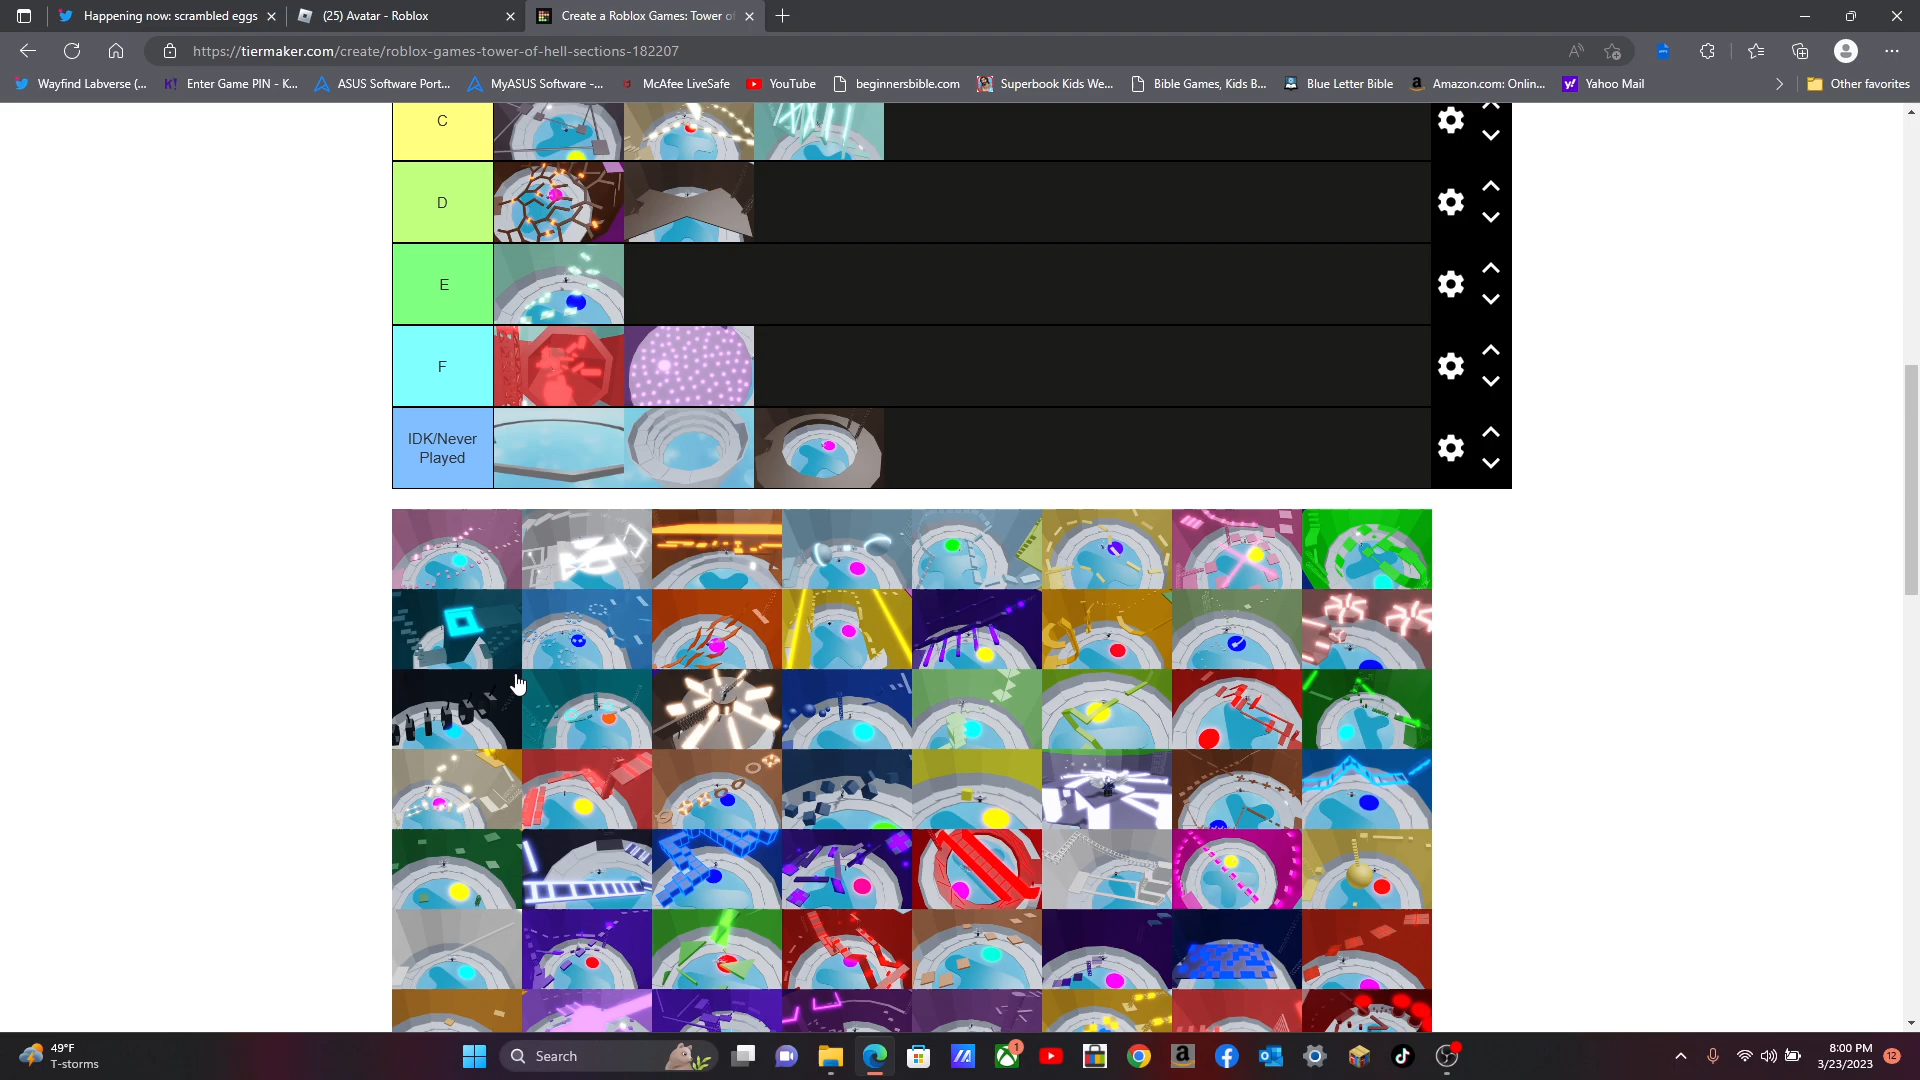 Happening now: scrambled eggs
(25) Avatar - Roblox
Create a Roblox Games: Tower of
https://tiermaker.com/create/roblox-games-tower-of-hell-sections-182207
Wayfind Labverse (...
Enter Game PIN - K...
ASUS Software Port...
MyASUS Software -...
McAfee LiveSafe
YouTube
beginnersbible.com
Superbook Kids We...
Bible Games, Kids B...
Blue Letter Bible
Amazon.com: Onlin...
Yahoo Mail
Other favorites
C
D
E
F
IDK/Never
Played
49°F
T-storms
Search
1
8:00 PM
3/23/2023
12